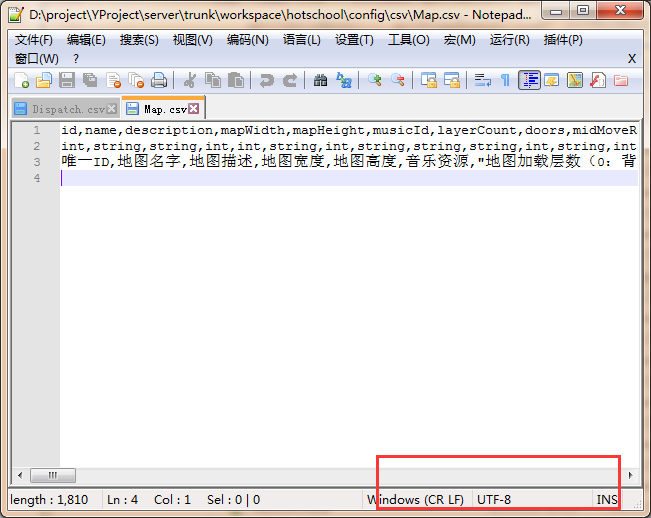 D:\project\YProject\server\trunk\workspace\hotschool\config\csv\Map.csv - Notepad...
文件(F) 编辑(E) 搜索(S) 视图(V) 编码(N) 语言(L) 设置(T) 工具(O) 宏(M) 运行(R) 插件(P)
窗口(W) ? X
Dispatch.csv Map.csv
1 id,name,description,mapWidth,mapHeight,musicId,layerCount,doors,midMoveR
2 int,string,string,int,int,string,int,string,string,string,int,string,int
3 唯一ID,地图名字,地图描述,地图宽度,地图高度,音乐资源,"地图加载层数（0：背
4
length : 1,810 Ln : 4 Col : 1 Sel : 0 | 0 Windows (CR LF) UTF-8 INS